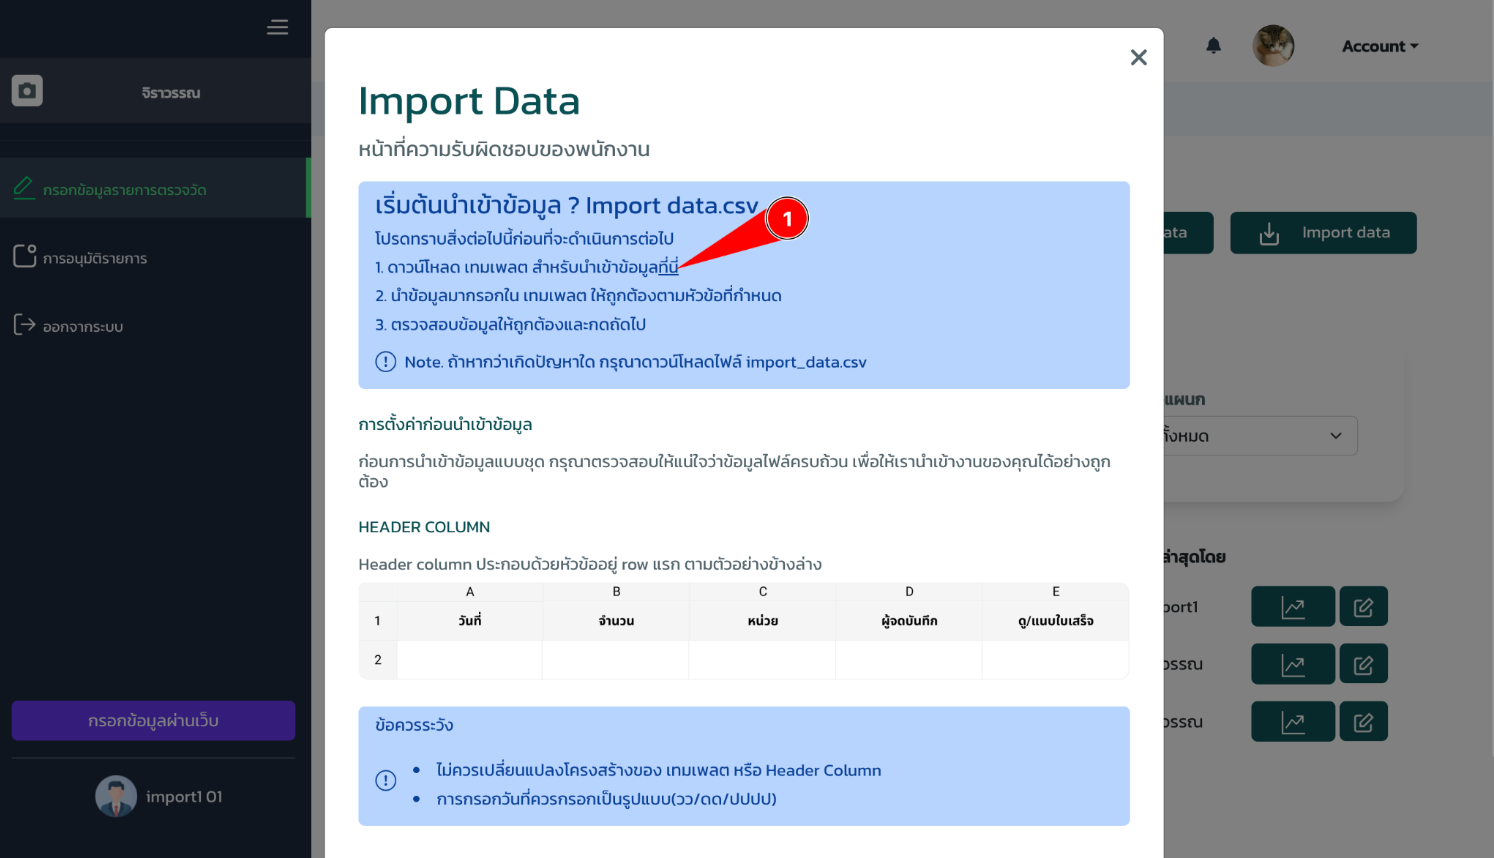 จิราวรรณ
กรอกข้อมูลรายการตรวจวัด
การอนุมัติรายการ
ออกจากระบบ
กรอกข้อมูลผ่านเว็บ
import1 01
Account
ata
Import data
แผนก
ั้งหมด
ล่าสุดโดย
port1
วรรณ
วรรณ
Import Data
หน้าที่ความรับผิดชอบของพนักงาน
เริ่มต้นนำเข้าข้อมูล ? Import data.csv
1
โปรดทราบสิ่งต่อไปนี้ก่อนที่จะดำเนินการต่อไป
1. ดาวน์โหลด เทมเพลต สำหรับนำเข้าข้อมูลที่นี่
2. นำข้อมูลมากรอกใน เทมเพลต ให้ถูกต้องตามหัวข้อที่กำหนด
3. ตรวจสอบข้อมูลให้ถูกต้องและกดถัดไป
Note. ถ้าหากว่าเกิดปัญหาใด กรุณาดาวน์โหลดไฟล์ import_data.csv
การตั้งค่าก่อนนำเข้าข้อมูล
ก่อนการนำเข้าข้อมูลแบบชุด กรุณาตรวจสอบให้แน่ใจว่าข้อมูลไฟล์ครบถ้วน เพื่อให้เรานำเข้างานของคุณได้อย่างถูก
ต้อง
HEADER COLUMN
Header column ประกอบด้วยหัวข้ออยู่ row แรก ตามตัวอย่างข้างล่าง
A B C D E
1 วันที่ จำนวน หน่วย ผู้จดบันทึก ดู/แนบใบเสร็จ
2
ข้อควรระวัง
• ไม่ควรเปลี่ยนแปลงโครงสร้างของ เทมเพลต หรือ Header Column
• การกรอกวันที่ควรกรอกเป็นรูปแบบ(วว/ดด/ปปปป)